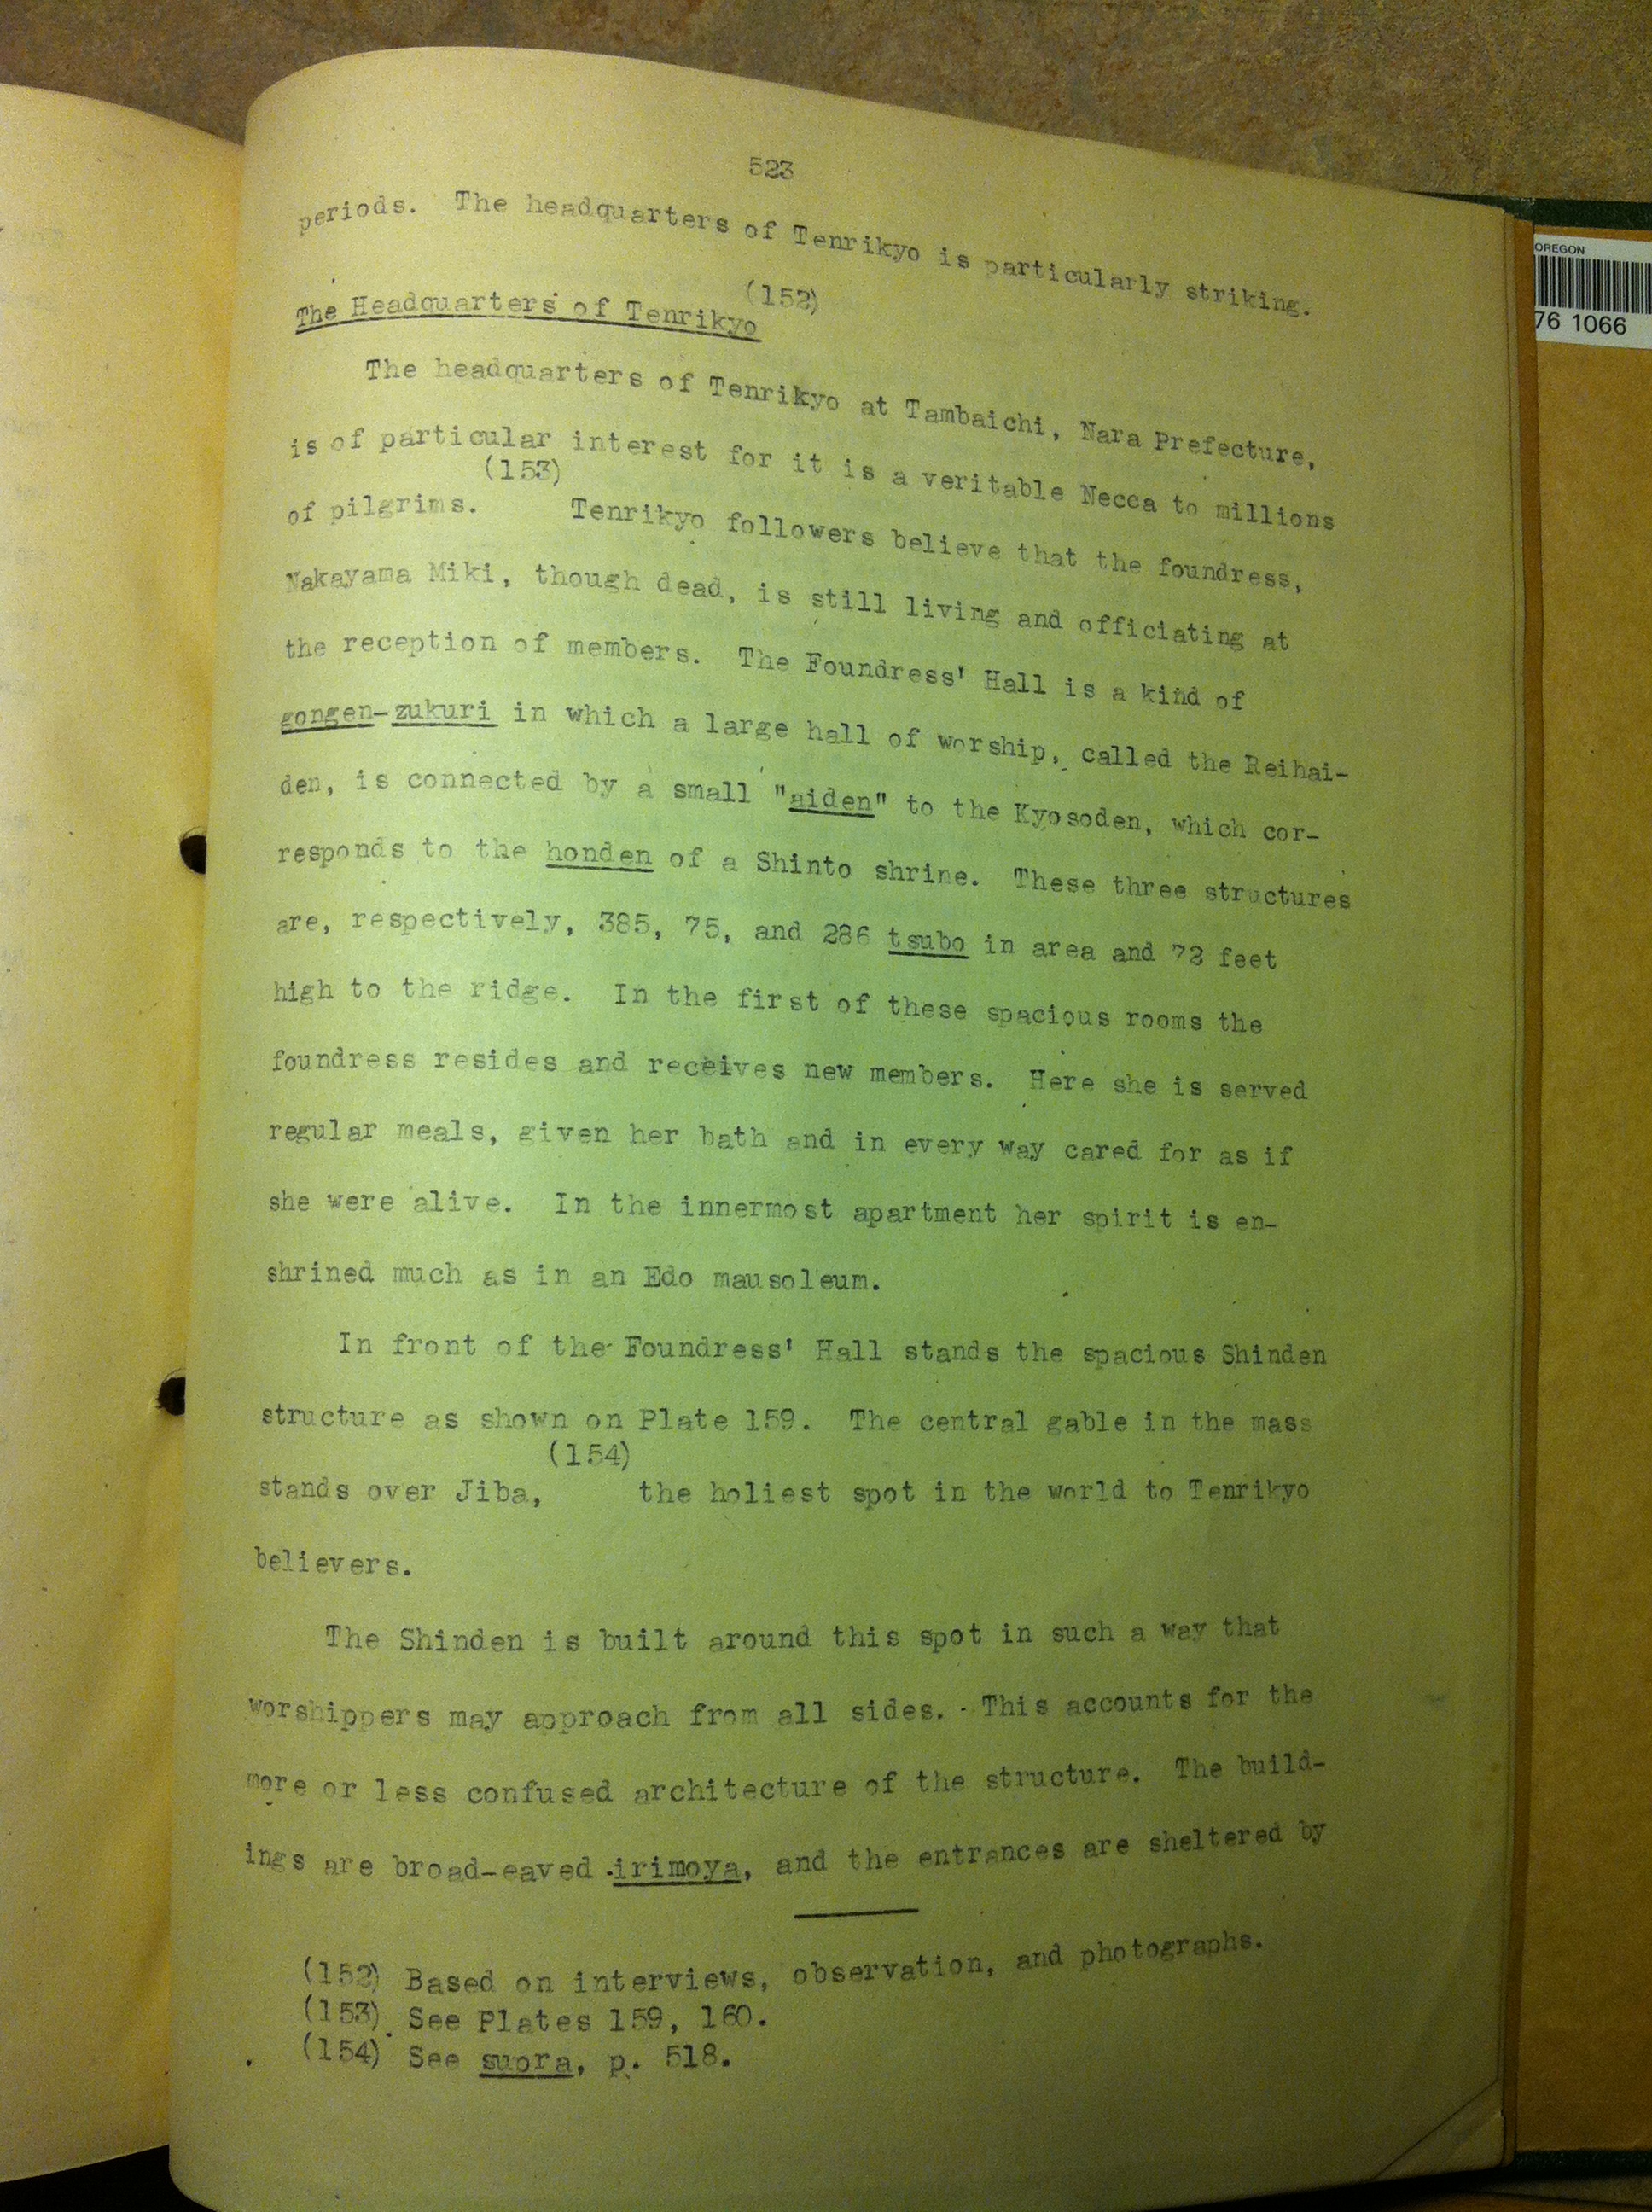 523
periods. The headquarters of Tenrikyo is particularly striking.
(152)
The Headquarters of Tenrikyo
The headquarters of Tenrikyo at Tambaichi, Nara Prefecture,
is of particular interest for it is a veritable Mecca to millions
(153)
of pilgrims. Tenrikyo followers believe that the foundress,
Nakayama Miki, though dead, is still living and officiating at
the reception of members. The Foundress' Hall is a kind of
gongen-zukuri in which a large hall of worship, called the Reihai-
den, is connected by a small "aiden" to the Kyosoden, which cor-
responds to the honden of a Shinto shrine. These three structures
are, respectively, 385, 75, and 286 tsubo in area and 72 feet
high to the ridge. In the first of these spacious rooms the
foundress resides and receives new members. Here she is served
regular meals, given her bath and in every way cared for as if
she were alive. In the innermost apartment her spirit is en-
shrined much as in an Edo mausoleum.
In front of the Foundress' Hall stands the spacious Shinden
structure as shown on Plate 159. The central gable in the mass
(154)
stands over Jiba, the holiest spot in the world to Tenrikyo
believers.
The Shinden is built around this spot in such a way that
worshippers may approach from all sides. This accounts for the
more or less confused architecture of the structure. The build-
ings are broad-eaved irimoya, and the entrances are sheltered by
(152) Based on interviews, observation, and photographs.
(153) See Plates 159, 160.
(154) See supra, p. 518.
OREGON
76 1066